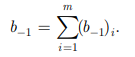 $b_{-1} = \sum_{i=1}^{m} (b_{-1})_i.$